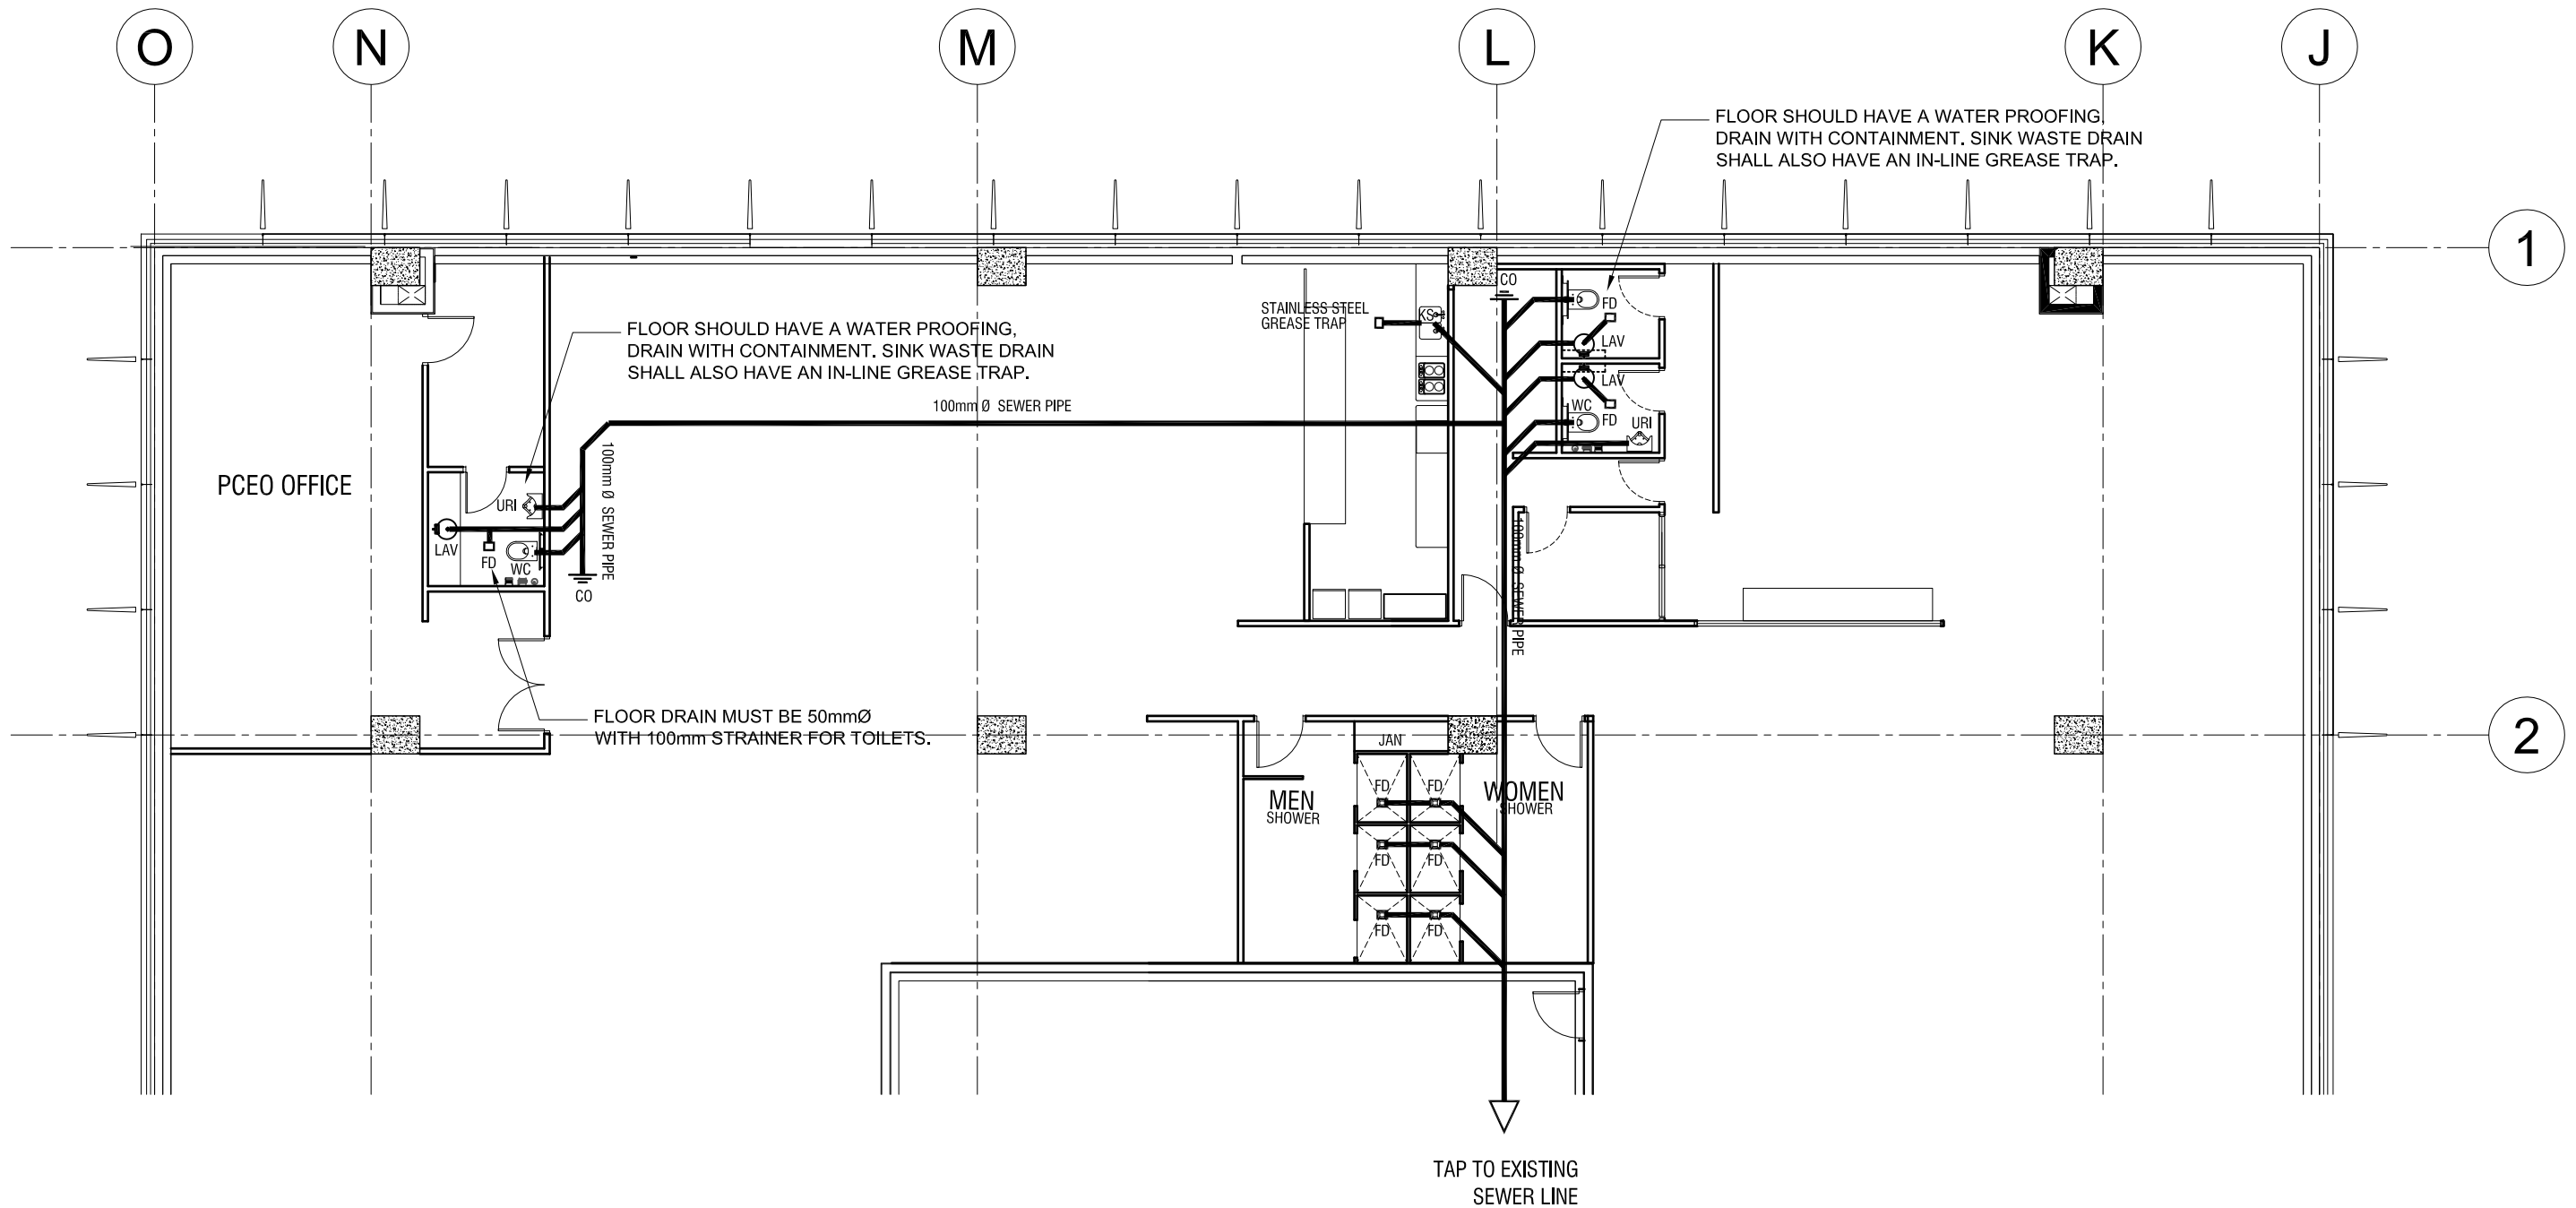 O
N
M
L
K
J
FLOOR SHOULD HAVE A WATER PROOFING,
DRAIN WITH CONTAINMENT. SINK WASTE DRAIN
SHALL ALSO HAVE AN IN-LINE GREASE TRAP.
1
CO
STAINLESS STEEL
GREASE TRAP
KS
FD
LAV
LAV
WC
FD
URI
FLOOR SHOULD HAVE A WATER PROOFING,
DRAIN WITH CONTAINMENT. SINK WASTE DRAIN
SHALL ALSO HAVE AN IN-LINE GREASE TRAP.
100mm Ø SEWER PIPE
100mm Ø SEWER PIPE
PCEO OFFICE
URI
LAV
FD
WC
CO
100mm Ø SEWER PIPE
FLOOR DRAIN MUST BE 50mmØ
WITH 100mm STRAINER FOR TOILETS.
2
JAN
MEN
SHOWER
WOMEN
SHOWER
FD
FD
FD
FD
FD
FD
TAP TO EXISTING
SEWER LINE